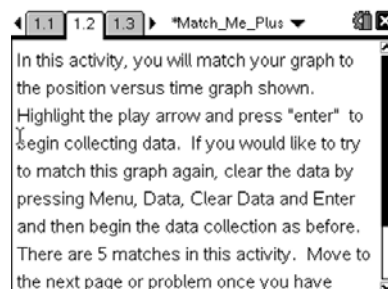 1.1 1.2 1.3 *Match_Me_Plus
In this activity, you will match your graph to
the position versus time graph shown.
Highlight the play arrow and press "enter" to
begin collecting data. If you would like to try
to match this graph again, clear the data by
pressing Menu, Data, Clear Data and Enter
and then begin the data collection as before.
There are 5 matches in this activity. Move to
the next page or problem once you have